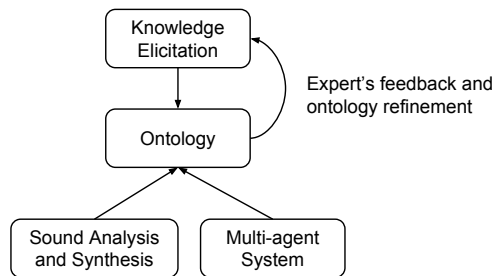 Knowledge
Elicitation
Expert's feedback and
ontology refinement
Ontology
Sound Analysis
and Synthesis
Multi-agent
System